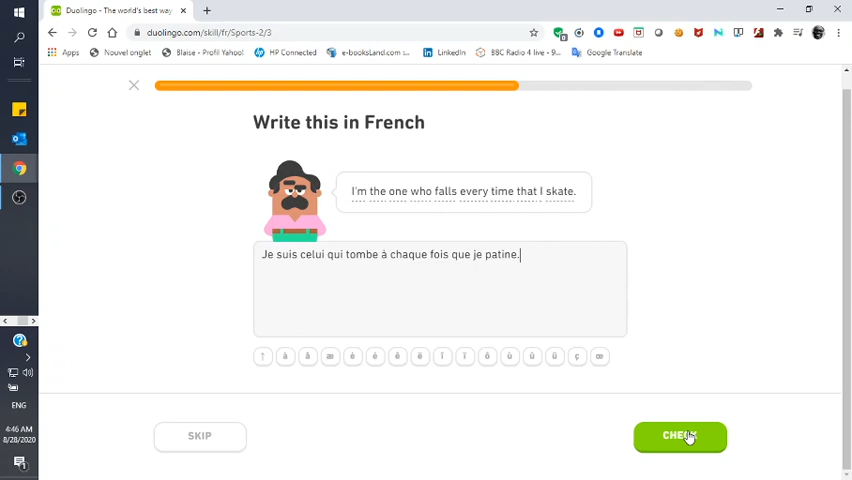 Duolingo - The world's best way
duolingo.com/skill/fr/Sports-2/3
Apps
Nouvel onglet
Blaise - Profil Yahoo!
HP Connected
e-booksLand.com :...
LinkedIn
BBC Radio 4 live - 9...
Google Translate
Write this in French
I'm the one who falls every time that I skate.
Je suis celui qui tombe à chaque fois que je patine.
↑ à â æ è é ê ë î ï ô ù û ü ç œ
SKIP
CHECK
ENG
4:46 AM
8/28/2020